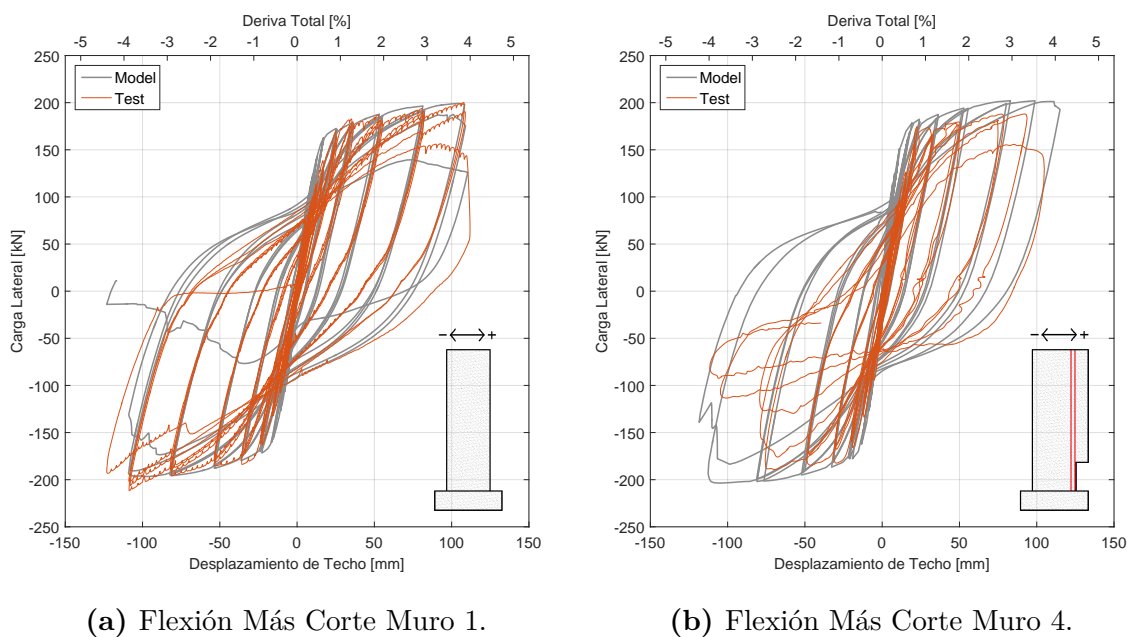 Deriva Total [%]
-5 -4 -3 -2 -1 0 1 2 3 4 5
250
200
150
100
50
0
-50
-100
-150
-200
-250
Carga Lateral [kN]
Model
Test
- +
-150 -100 -50 0 50 100 150
Desplazamiento de Techo [mm]
(a) Flexión Más Corte Muro 1.
Deriva Total [%]
-5 -4 -3 -2 -1 0 1 2 3 4 5
250
200
150
100
50
0
-50
-100
-150
-200
-250
Carga Lateral [kN]
Model
Test
- +
-150 -100 -50 0 50 100 150
Desplazamiento de Techo [mm]
(b) Flexión Más Corte Muro 4.